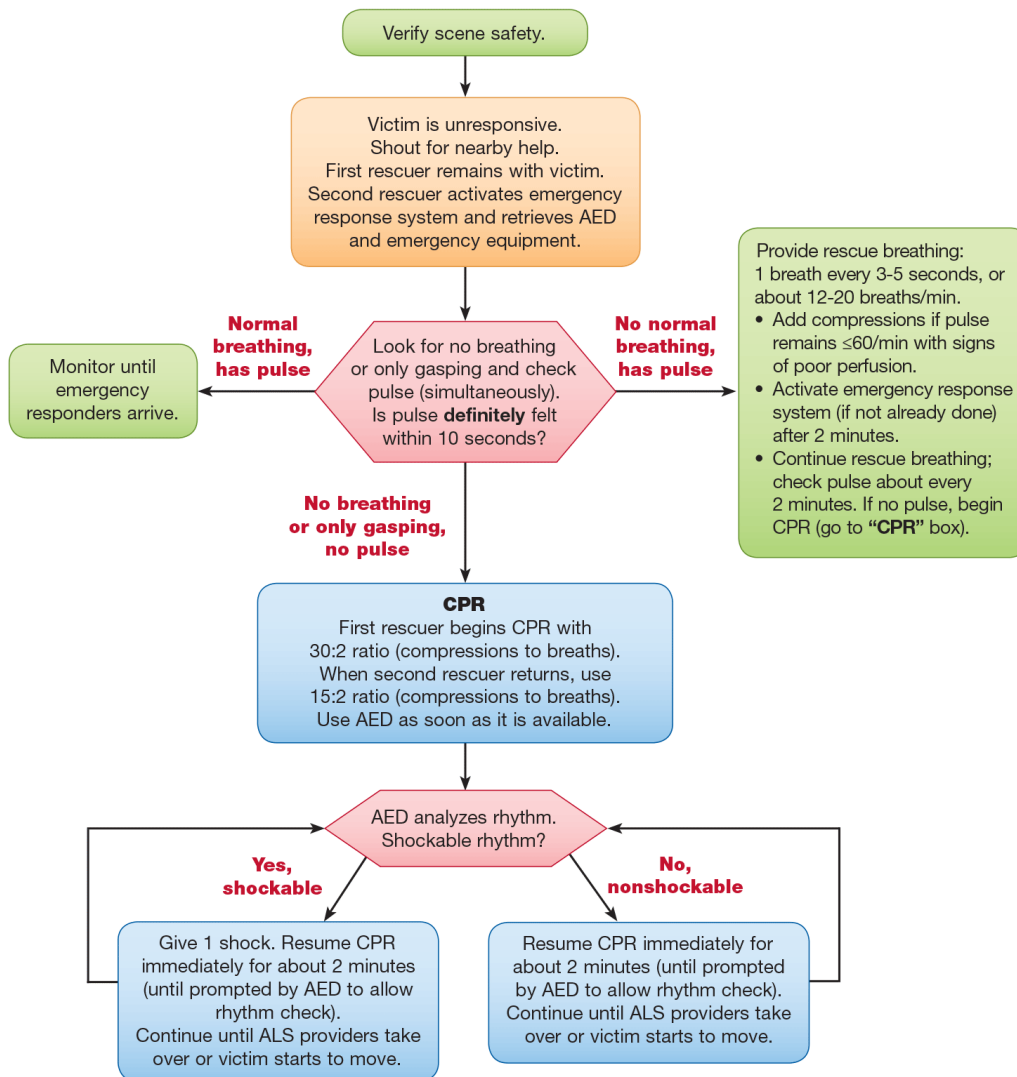 Verify scene safety.
Victim is unresponsive.
Shout for nearby help.
First rescuer remains with victim.
Second rescuer activates emergency
response system and retrieves AED
and emergency equipment.
Normal
breathing,
has pulse
Monitor until
emergency
responders arrive.
Look for no breathing
or only gasping and check
pulse (simultaneously).
Is pulse definitely felt
within 10 seconds?
No normal
breathing,
has pulse
Provide rescue breathing:
1 breath every 3-5 seconds, or
about 12-20 breaths/min.
• Add compressions if pulse
remains ≤60/min with signs
of poor perfusion.
• Activate emergency response
system (if not already done)
after 2 minutes.
• Continue rescue breathing;
check pulse about every
2 minutes. If no pulse, begin
CPR (go to “CPR” box).
No breathing
or only gasping,
no pulse
CPR
First rescuer begins CPR with
30:2 ratio (compressions to breaths).
When second rescuer returns, use
15:2 ratio (compressions to breaths).
Use AED as soon as it is available.
AED analyzes rhythm.
Shockable rhythm?
Yes,
shockable
No,
nonshockable
Give 1 shock. Resume CPR
immediately for about 2 minutes
(until prompted by AED to allow
rhythm check).
Continue until ALS providers take
over or victim starts to move.
Resume CPR immediately for
about 2 minutes (until prompted
by AED to allow rhythm check).
Continue until ALS providers take
over or victim starts to move.